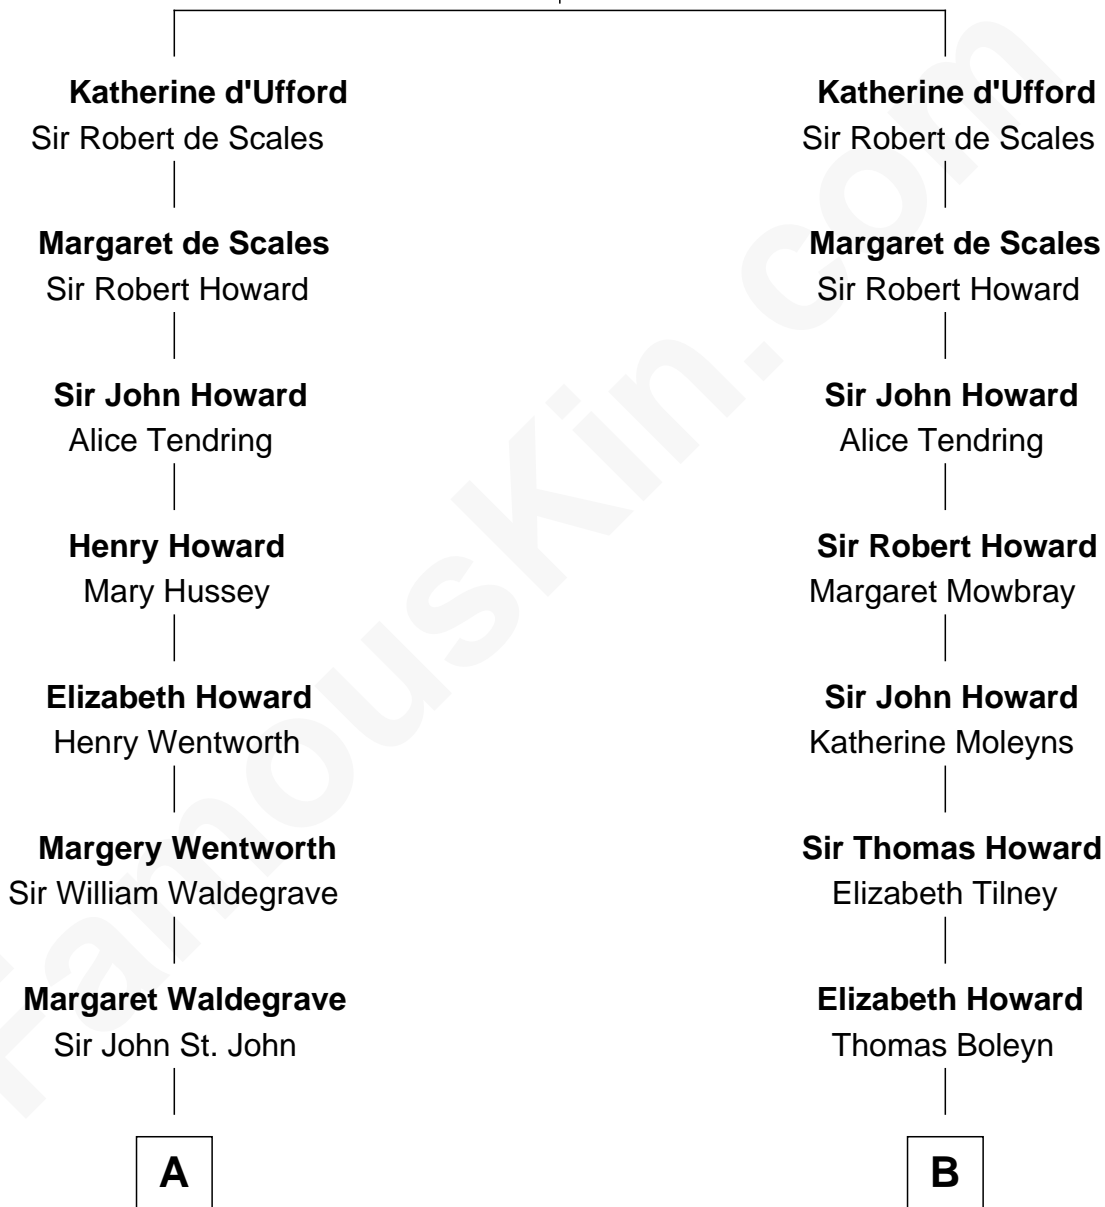 Katherine d'Ufford
Sir Robert de Scales
Margaret de Scales
Sir Robert Howard
Sir John Howard
Alice Tendring
Henry Howard
Mary Hussey
Elizabeth Howard
Henry Wentworth
Margery Wentworth
Sir William Waldegrave
Margaret Waldegrave
Sir John St. John
A
Katherine d'Ufford
Sir Robert de Scales
Margaret de Scales
Sir Robert Howard
Sir John Howard
Alice Tendring
Sir Robert Howard
Margaret Mowbray
Sir John Howard
Katherine Moleyns
Sir Thomas Howard
Elizabeth Tilney
Elizabeth Howard
Thomas Boleyn
B
FamousKin.com